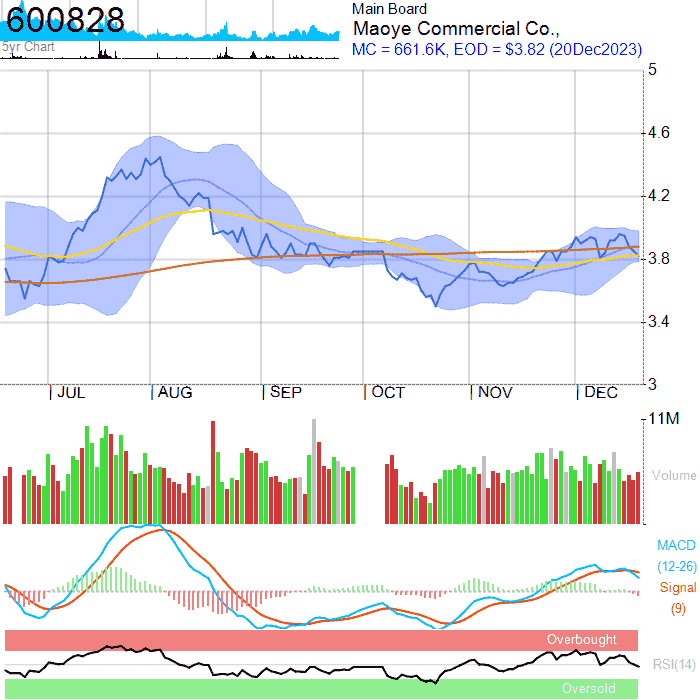 600828
5yr Chart
Main Board
Maoye Commercial Co.,
MC = 661.6K, EOD = $3.82 (20Dec2023)
5
4.6
4.2
3.8
3.4
3
JUL
AUG
SEP
OCT
NOV
DEC
11M
Volume
MACD
(12-26)
Signal
(9)
Overbought
RSI(14)
Oversold